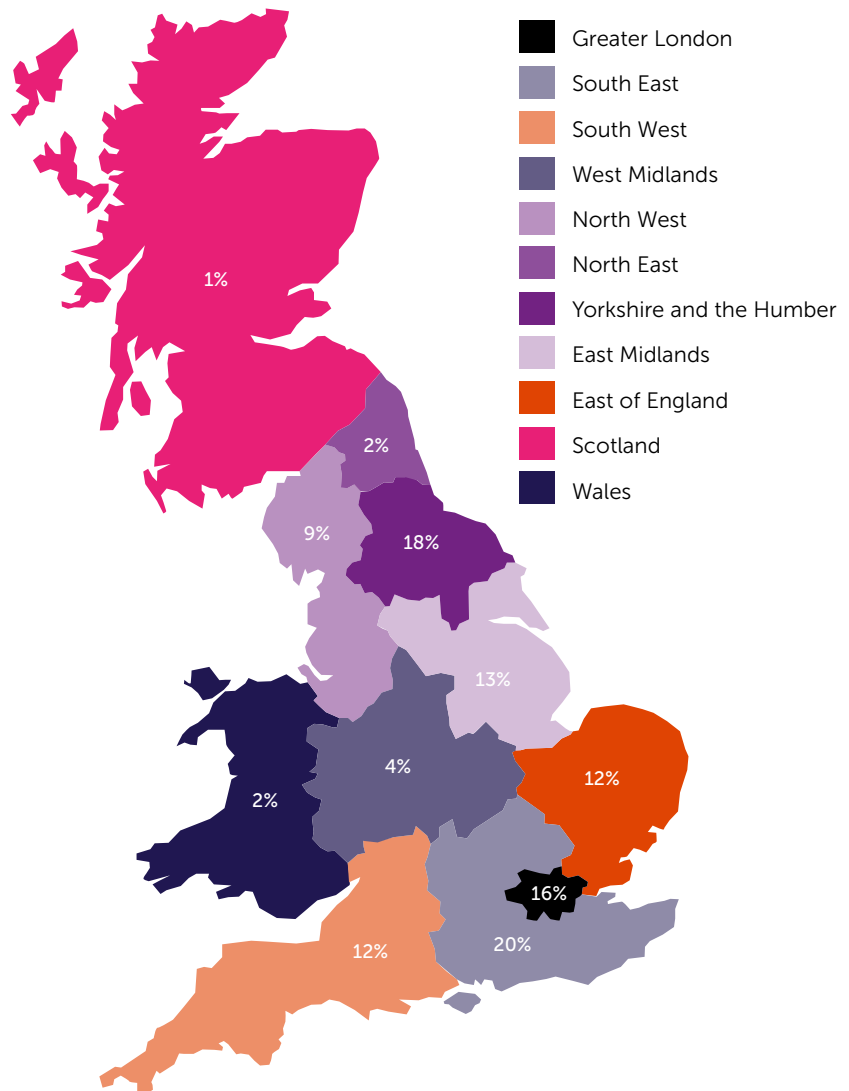 Greater London
South East
South West
West Midlands
North West
North East
Yorkshire and the Humber
East Midlands
East of England
Scotland
Wales
1%
2%
9%
18%
13%
4%
12%
2%
16%
12%
20%